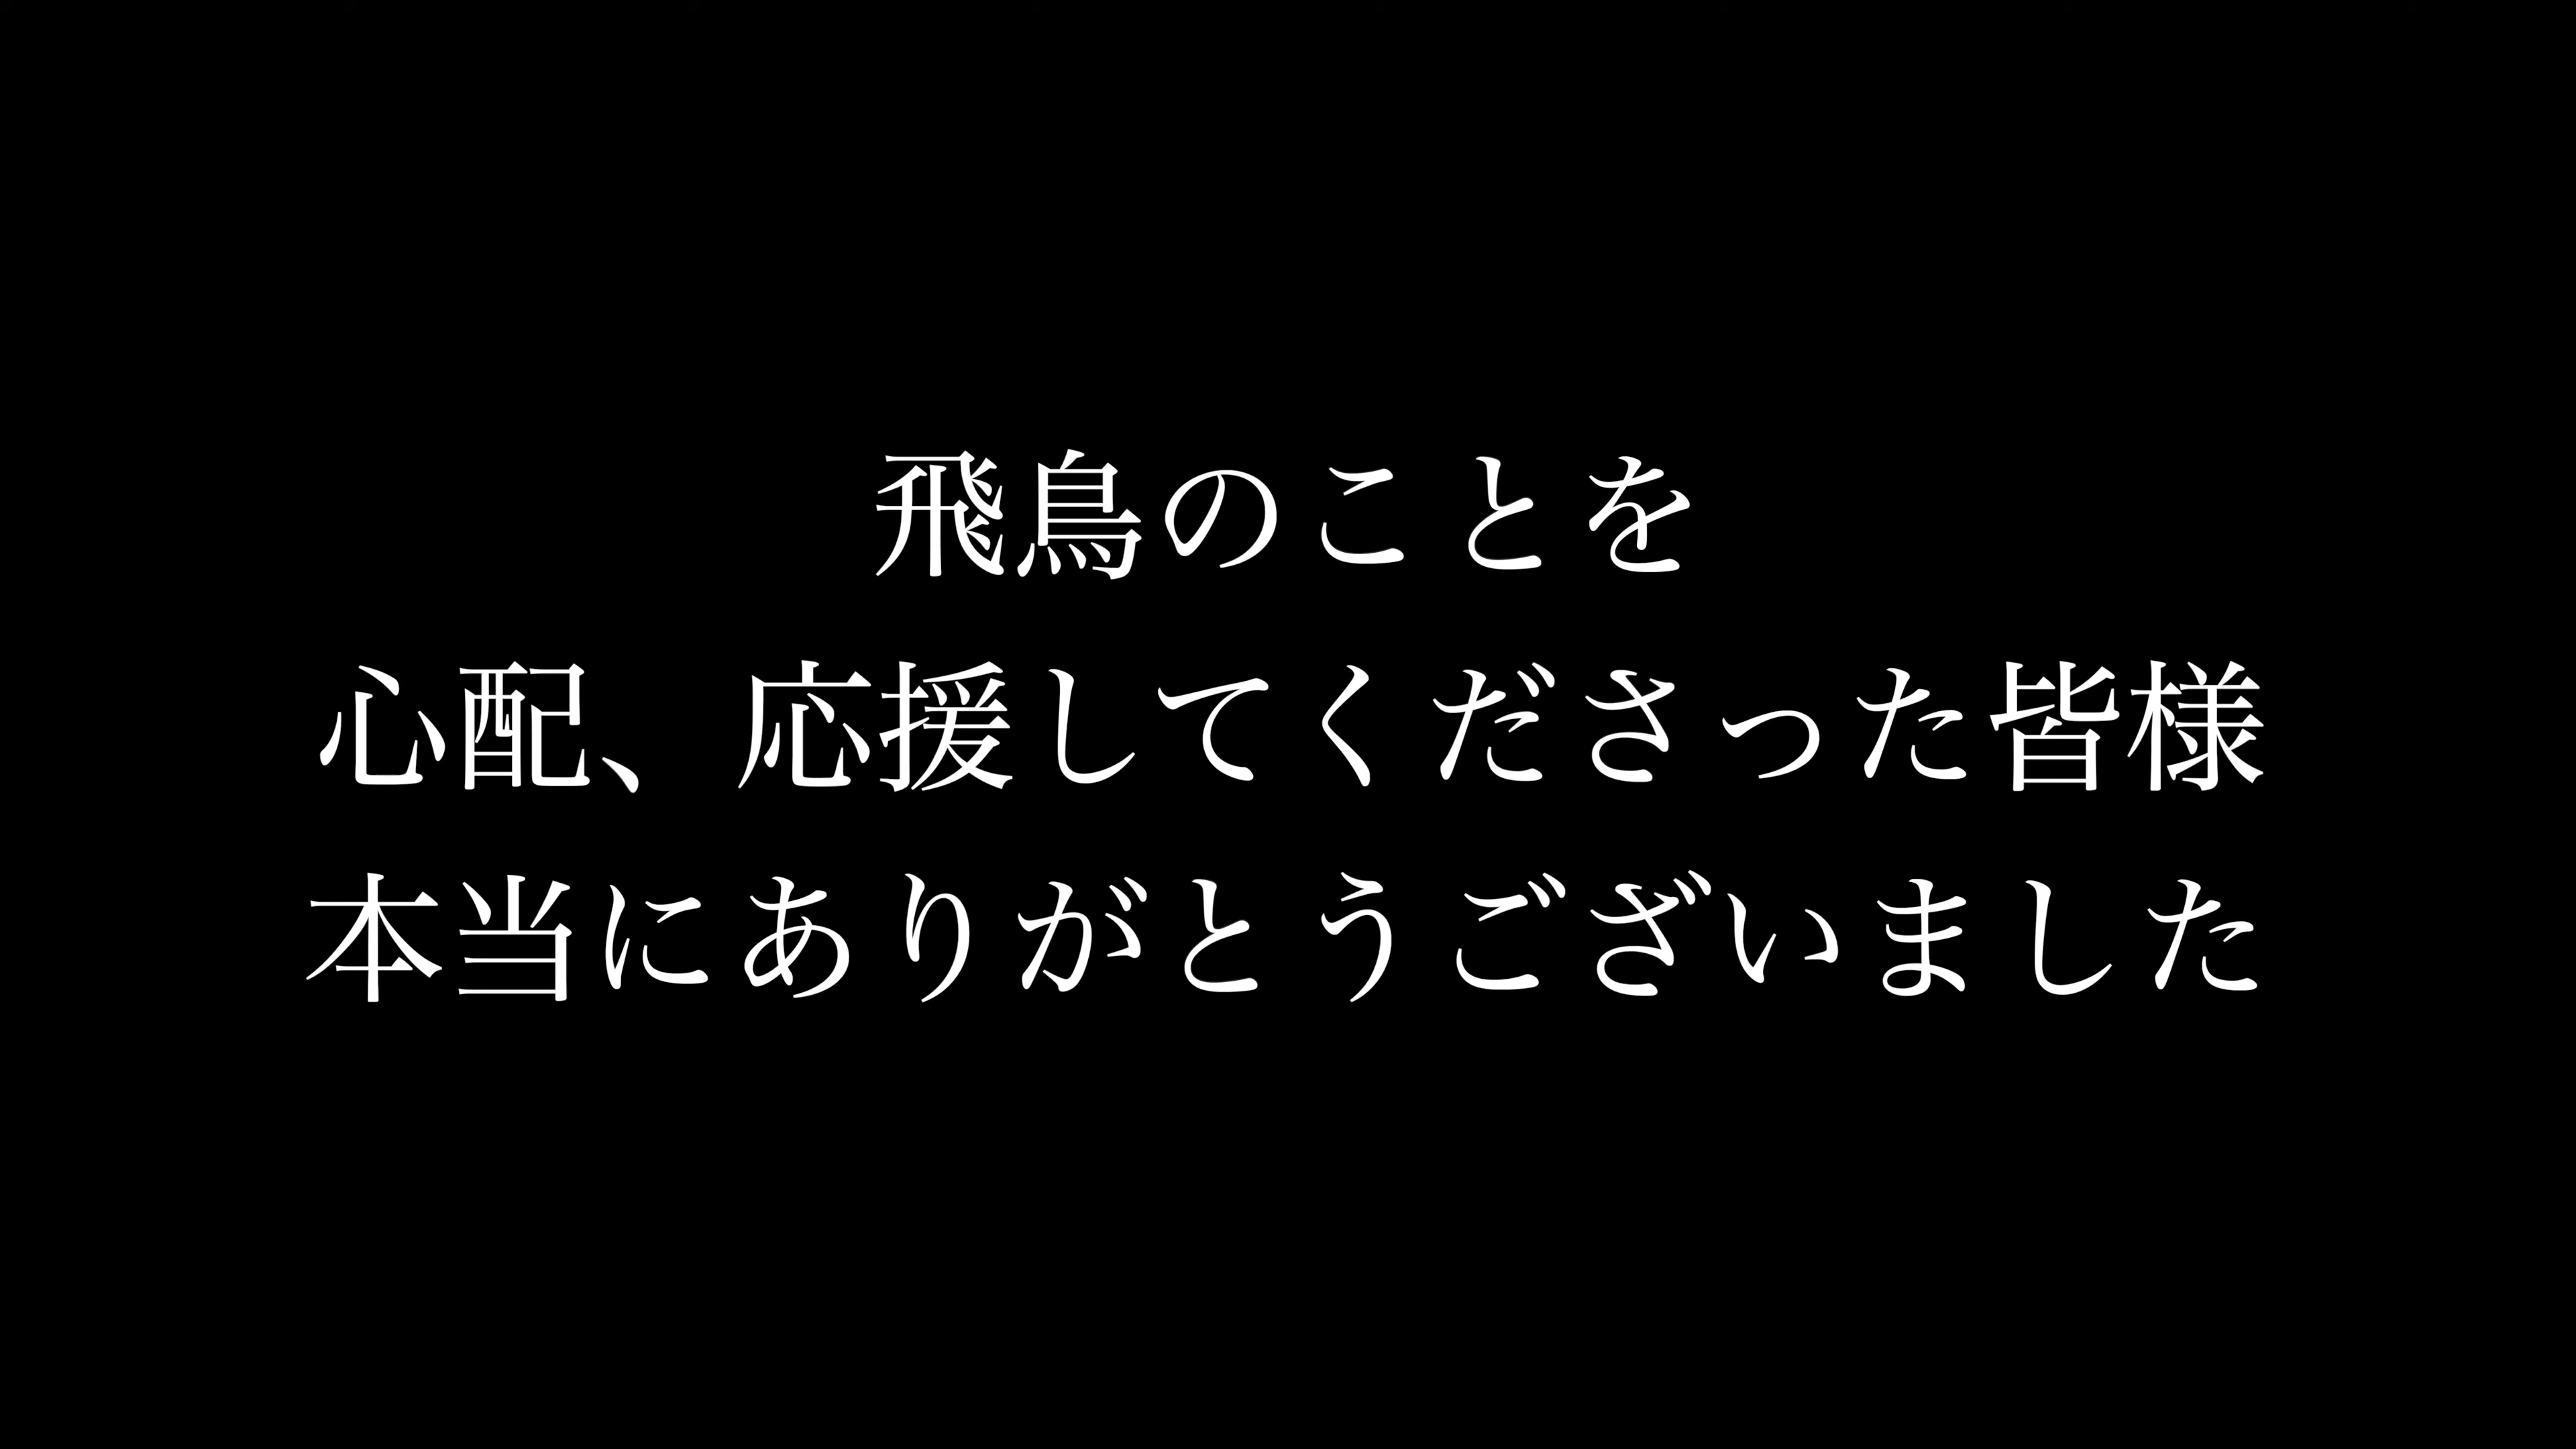 飛鳥のことを
心配、応援してくださった皆様
本当にありがとうございました